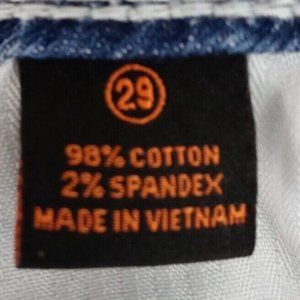 29
98% COTTON
2% SPANDEX
MADE IN VIETNAM